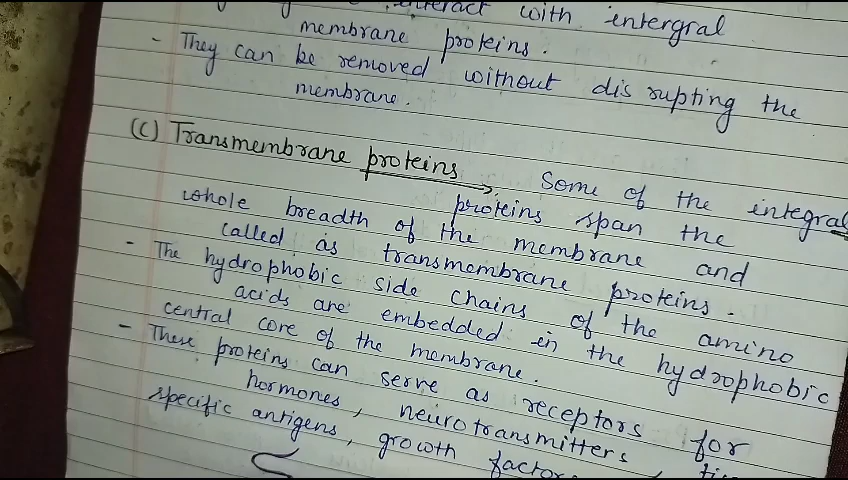 interact with intergral
membrane proteins.
- They can be removed without disrupting the
membrane.
(C) Transmembrane proteins Some of the integral
proteins span the
whole breadth of the membrane and
called as transmembrane proteins.
- The hydrophobic side chains of the amino
acids are embedded in the hydrophobic
central core of the membrane.
- These proteins can serve as receptors for
hormones, neurotransmitters,
specific antigens, growth factors